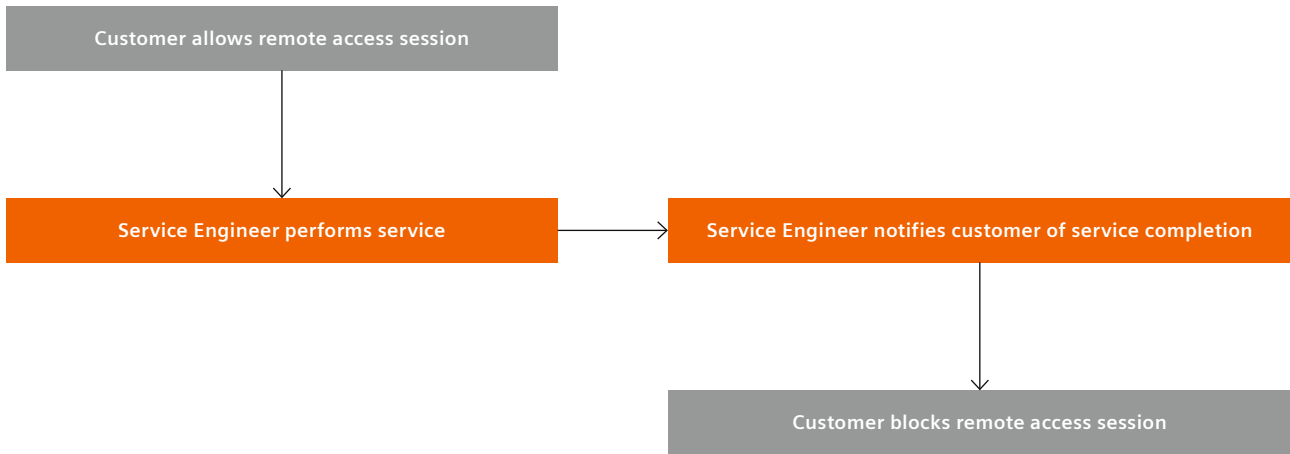 Customer allows remote access session
Service Engineer performs service
Service Engineer notifies customer of service completion
Customer blocks remote access session